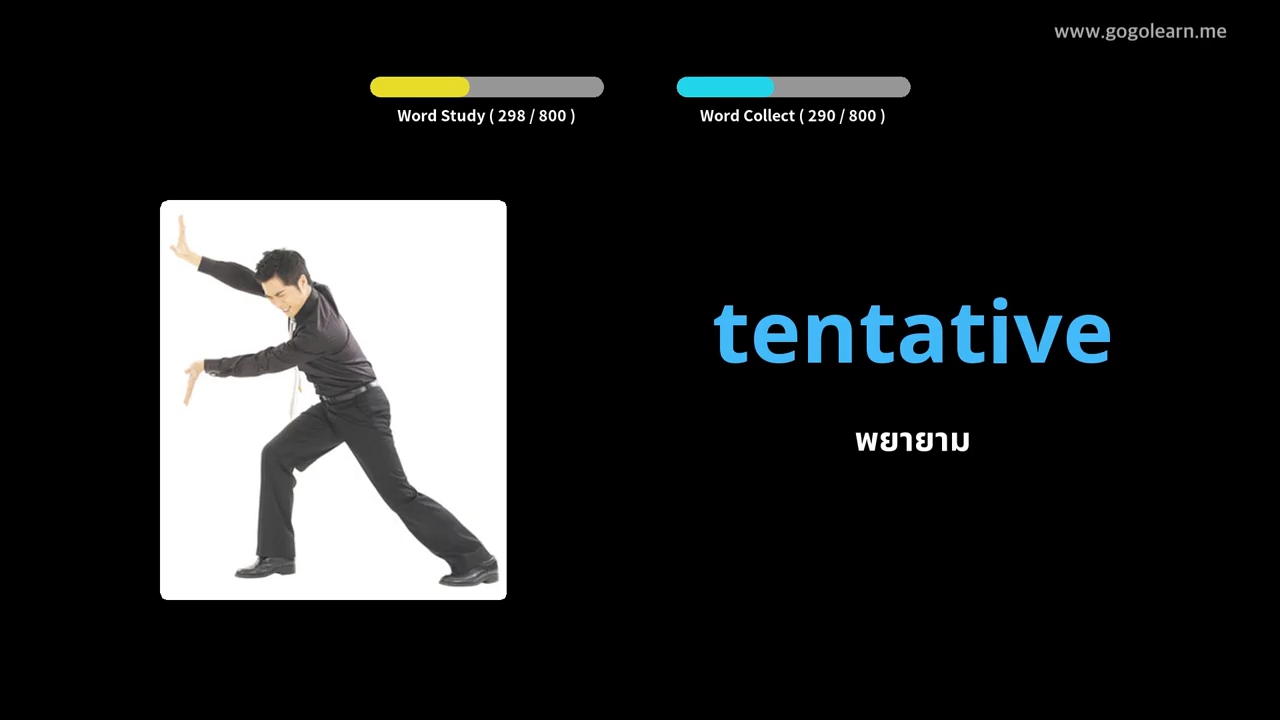 www.gogolearn.me
Word Study ( 298 / 800 )
Word Collect ( 290 / 800 )
tentative
พยายาม